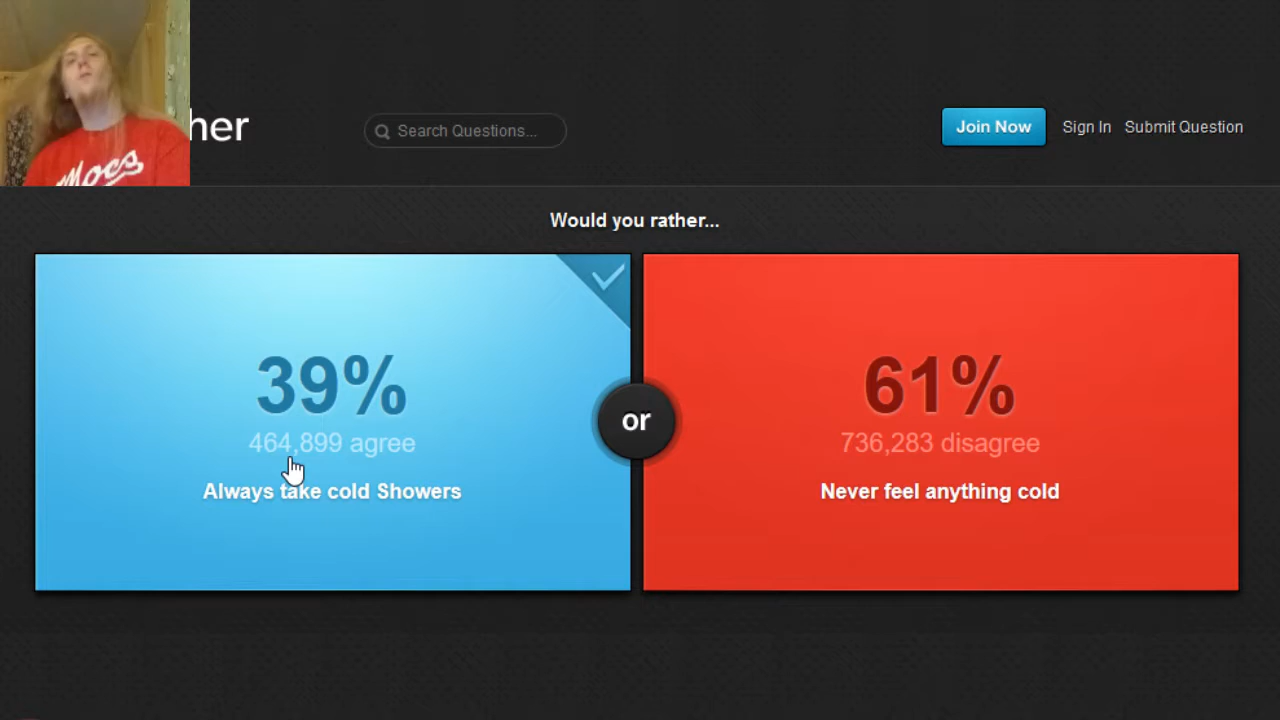 Mocs
her
Search Questions...
Join Now
Sign In
Submit Question
Would you rather...
39%
464,899 agree
Always take cold Showers
or
61%
736,283 disagree
Never feel anything cold